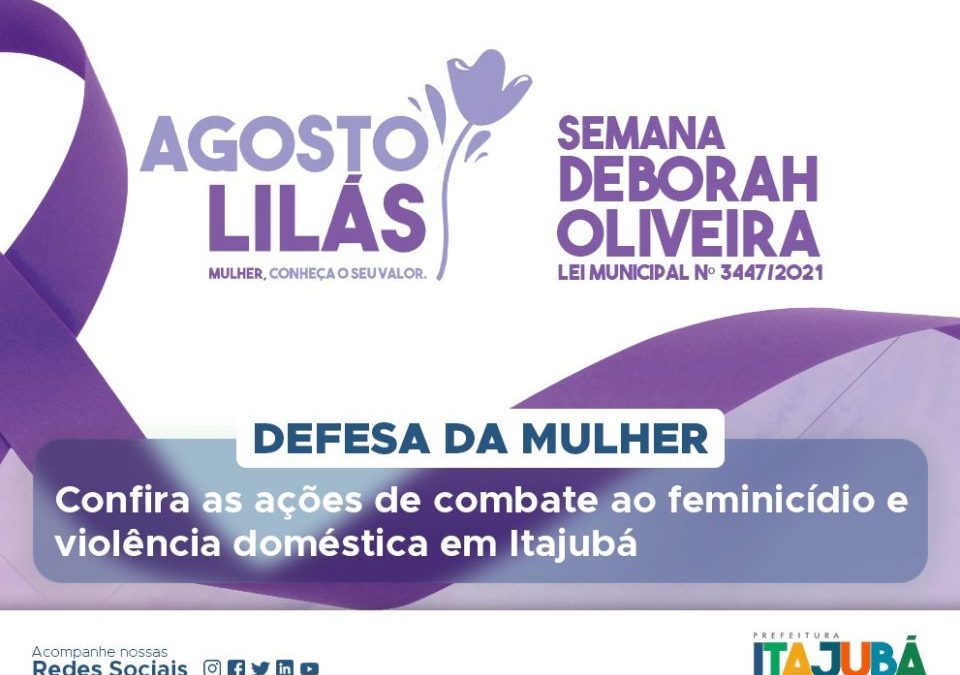 AGOSTO
LILÁS
MULHER, CONHEÇA O SEU VALOR.
SEMANA
DEBORAH
OLIVEIRA
LEI MUNICIPAL Nº 3447/2021
DEFESA DA MULHER
Confira as ações de combate ao feminicídio e
violência doméstica em Itajubá
Acompanhe nossas
Redes Sociais
PREFEITURA
ITAJUBÁ